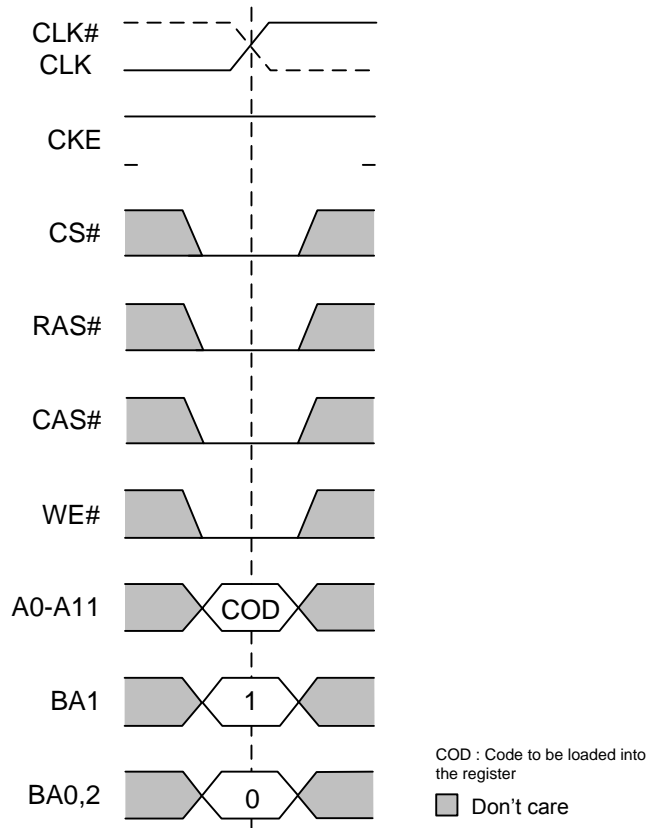 CLK#
CLK
CKE
CS#
RAS#
CAS#
WE#
A0-A11
COD
BA1
1
BA0,2
0
COD : Code to be loaded into
the register
Don't care